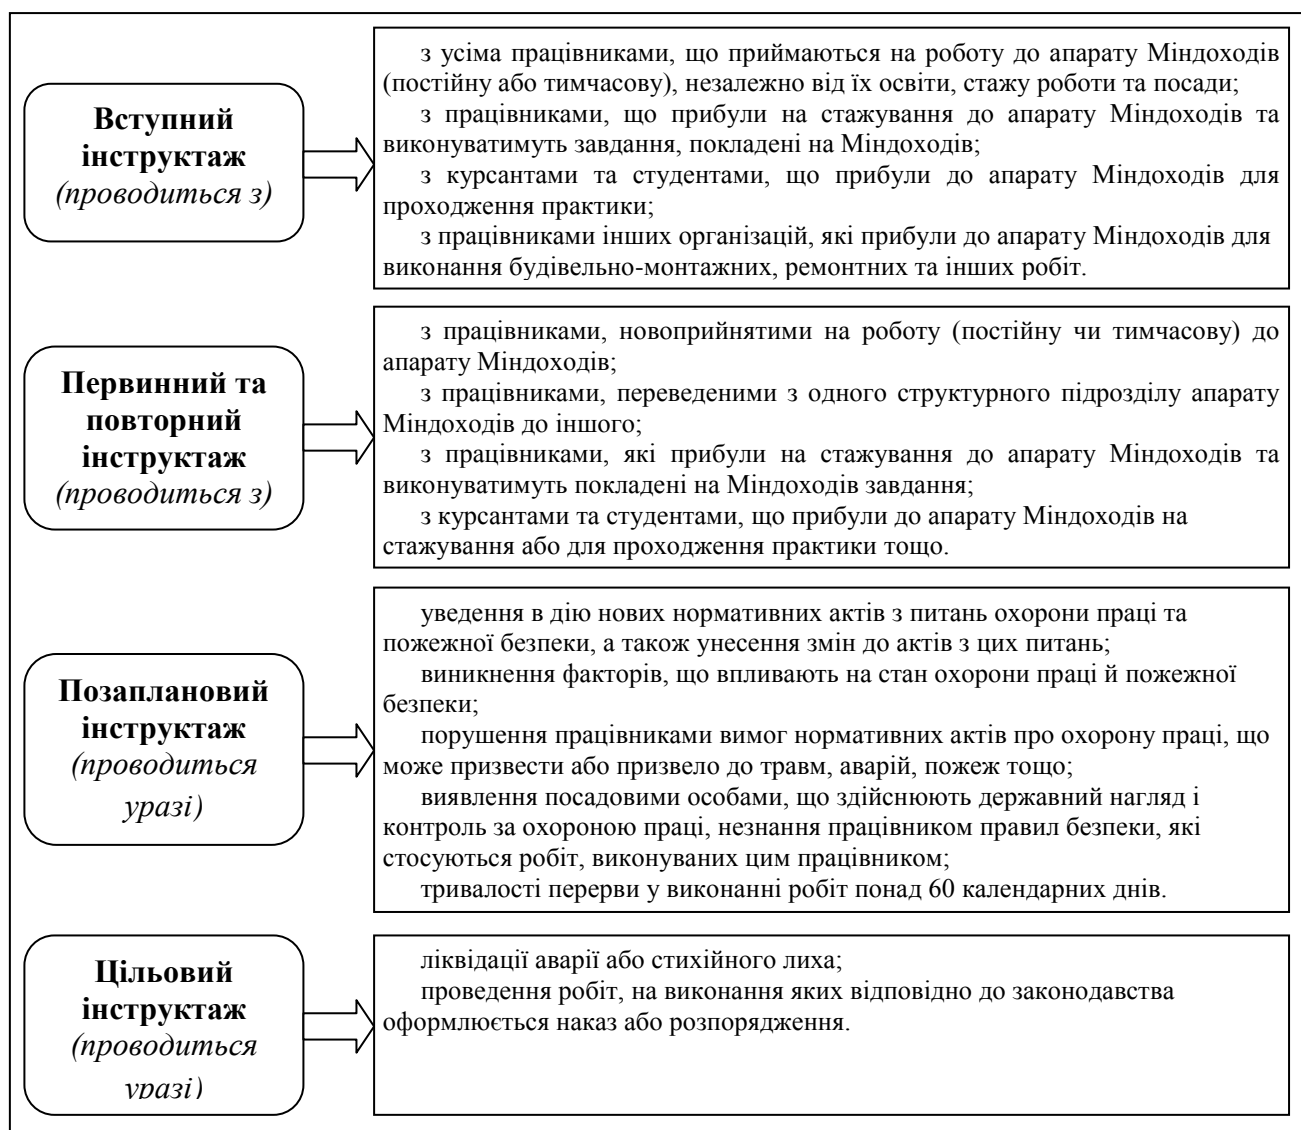 Вступний
інструктаж
(проводиться з)
з усіма працівниками, що приймаються на роботу до апарату Міндоходів
(постійну або тимчасову), незалежно від їх освіти, стажу роботи та посади;
з працівниками, що прибули на стажування до апарату Міндоходів та
виконуватимуть завдання, покладені на Міндоходів;
з курсантами та студентами, що прибули до апарату Міндоходів для
проходження практики;
з працівниками інших організацій, які прибули до апарату Міндоходів для
виконання будівельно-монтажних, ремонтних та інших робіт.
Первинний та
повторний
інструктаж
(проводиться з)
з працівниками, новоприйнятими на роботу (постійну чи тимчасову) до
апарату Міндоходів;
з працівниками, переведеними з одного структурного підрозділу апарату
Міндоходів до іншого;
з працівниками, які прибули на стажування до апарату Міндоходів та
виконуватимуть покладені на Міндоходів завдання;
з курсантами та студентами, що прибули до апарату Міндоходів на
стажування або для проходження практики тощо.
Позаплановий
інструктаж
(проводиться
уразі)
уведення в дію нових нормативних актів з питань охорони праці та
пожежної безпеки, а також унесення змін до актів з цих питань;
виникнення факторів, що впливають на стан охорони праці й пожежної
безпеки;
порушення працівниками вимог нормативних актів про охорону праці, що
може призвести або призвело до травм, аварій, пожеж тощо;
виявлення посадовими особами, що здійснюють державний нагляд і
контроль за охороною праці, незнання працівником правил безпеки, які
стосуються робіт, виконуваних цим працівником;
тривалості перерви у виконанні робіт понад 60 календарних днів.
Цільовий
інструктаж
(проводиться
уразі)
ліквідації аварії або стихійного лиха;
проведення робіт, на виконання яких відповідно до законодавства
оформлюється наказ або розпорядження.